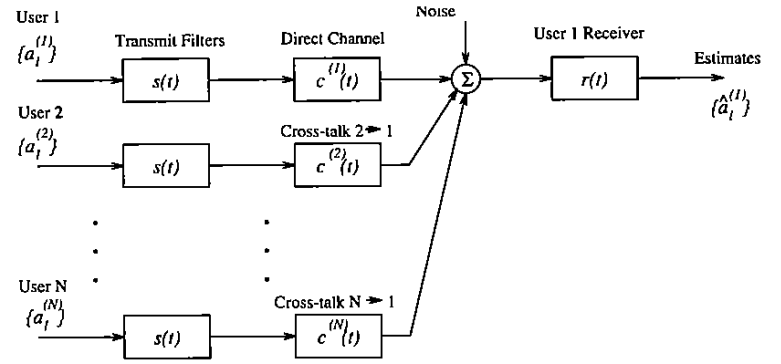 User 1
{a_l^(1)}
Transmit Filters
s(t)
Direct Channel
c^(1)(t)
Noise
Σ
User 1 Receiver
r(t)
Estimates
{â_l^(1)}
User 2
{a_l^(2)}
s(t)
Cross-talk 2 → 1
c^(2)(t)
User N
{a_l^(N)}
s(t)
Cross-talk N → 1
c^(N)(t)